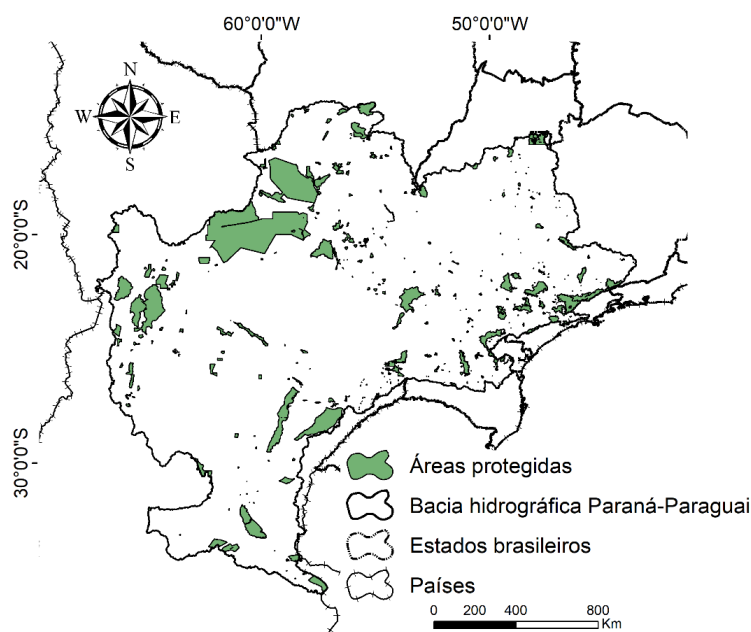 60°0'0"W 50°0'0"W
N
W E
S
20°0'0"S
30°0'0"S
Áreas protegidas
Bacia hidrográfica Paraná-Paraguai
Estados brasileiros
Países
0 200 400 800
Km